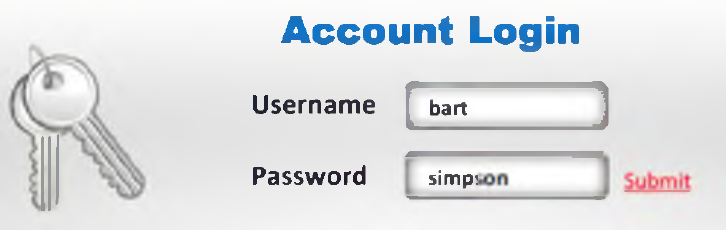 Account Login
Username bart
Password simpson Submit